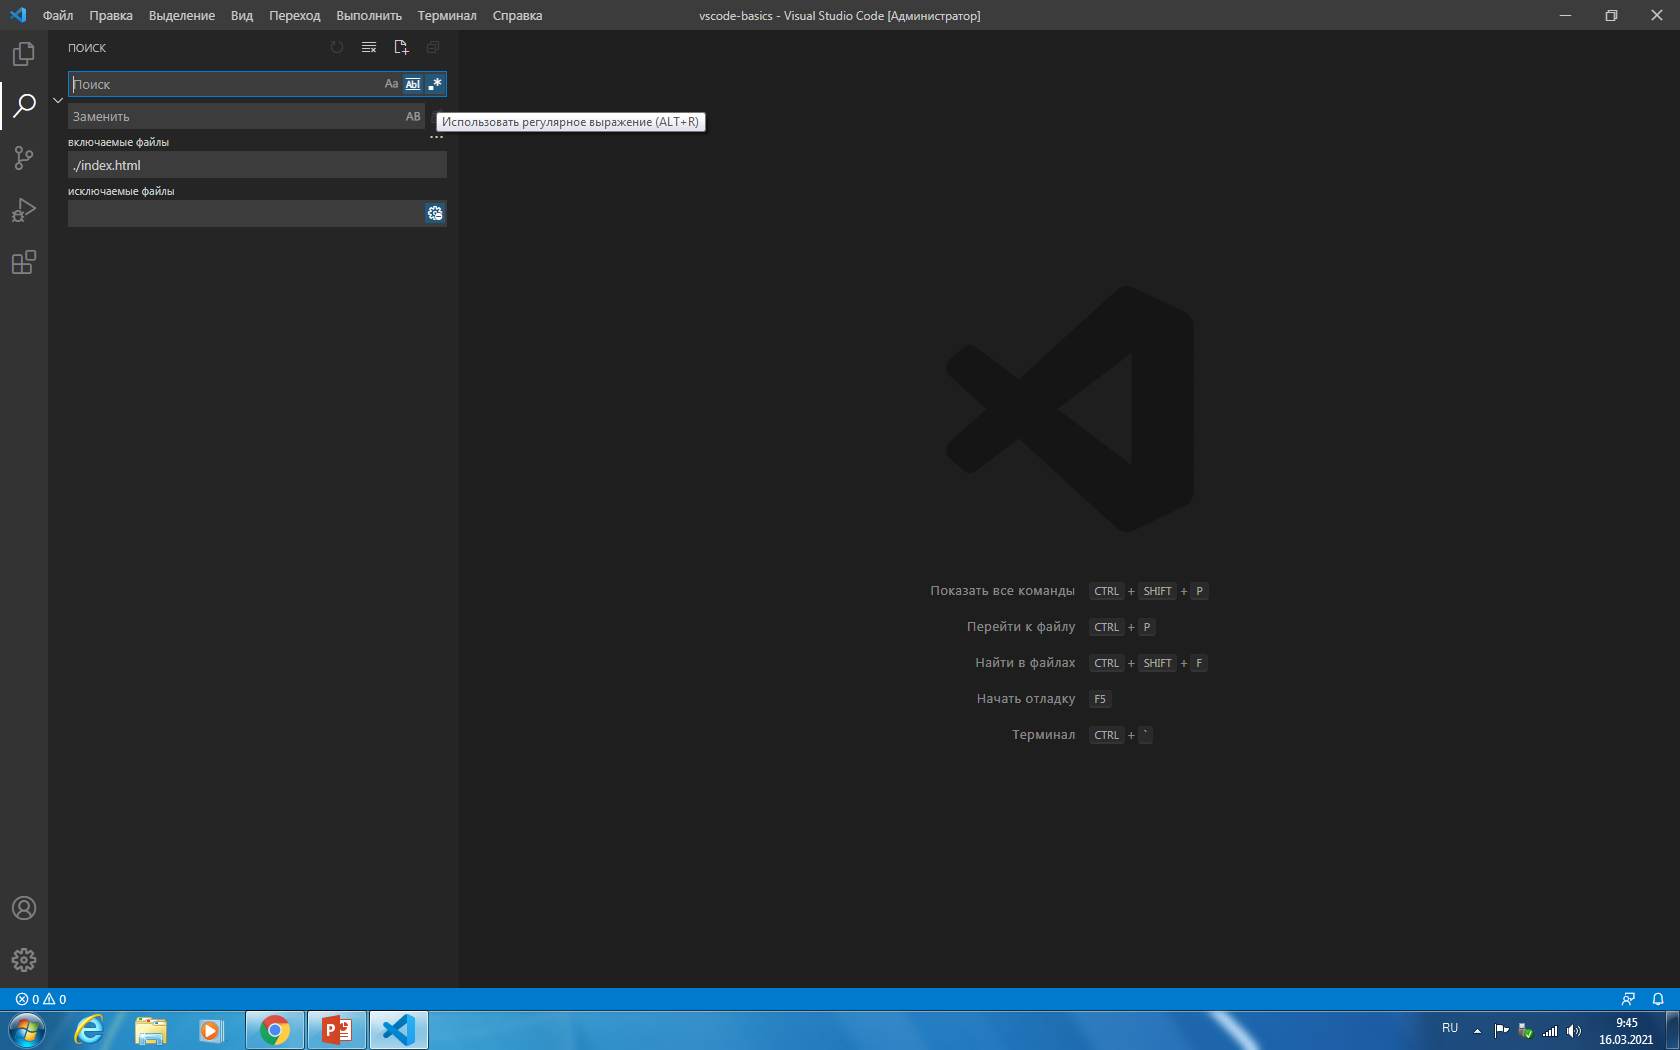 Файл Правка Выделение Вид Переход Выполнить Терминал Справка
vscode-basics - Visual Studio Code [Администратор]
ПОИСК
Поиск
Aa Abl .*
Заменить
AB
Использовать регулярное выражение (ALT+R)
включаемые файлы
./index.html
исключаемые файлы
Показать все команды CTRL + SHIFT + P
Перейти к файлу CTRL + P
Найти в файлах CTRL + SHIFT + F
Начать отладку F5
Терминал CTRL + `
0 0
RU
9:45
16.03.2021